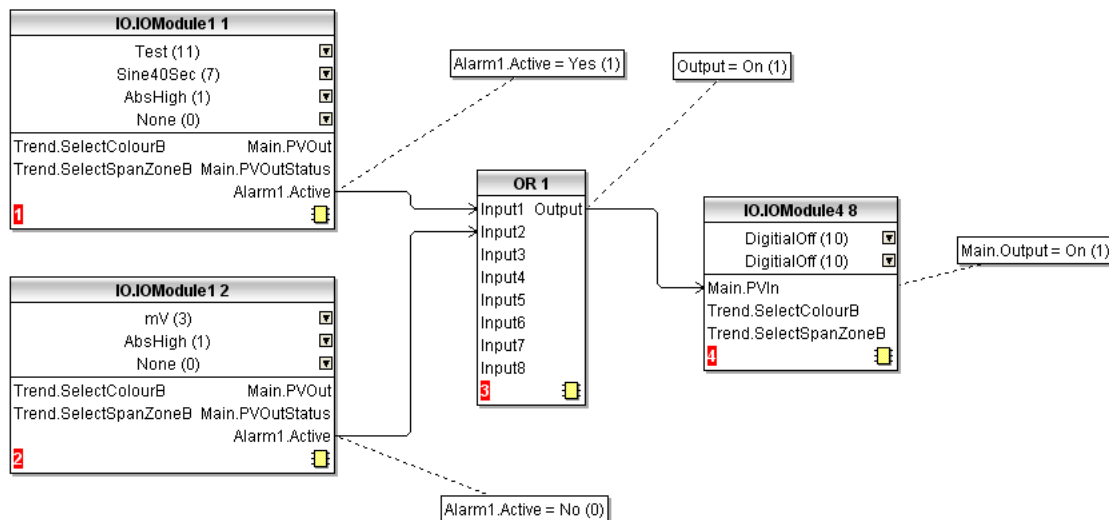 IO.IOModule1 1
Test (11)
Sine40Sec (7)
AbsHigh (1)
None (0)
Trend.SelectColourB Main.PVOut
Trend.SelectSpanZoneB Main.PVOutStatus
Alarm1.Active
1
Alarm1.Active = Yes (1)
Output = On (1)
OR 1
Input1 Output
Input2
Input3
Input4
Input5
Input6
Input7
Input8
3
IO.IOModule4 8
DigitialOff (10)
DigitialOff (10)
Main.PVIn
Trend.SelectColourB
Trend.SelectSpanZoneB
4
Main.Output = On (1)
IO.IOModule1 2
mV (3)
AbsHigh (1)
None (0)
Trend.SelectColourB Main.PVOut
Trend.SelectSpanZoneB Main.PVOutStatus
Alarm1.Active
2
Alarm1.Active = No (0)